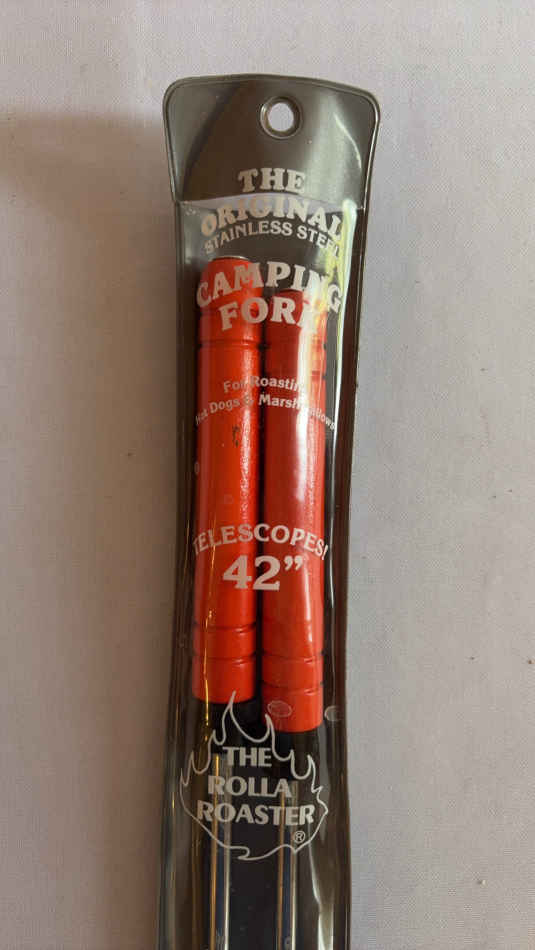 THE
ORIGINAL
STAINLESS STEEL
CAMPING
FORK
For Roasting
Hot Dogs & Marshmallows
TELESCOPES!
42”
THE
ROLLA
ROASTER
®